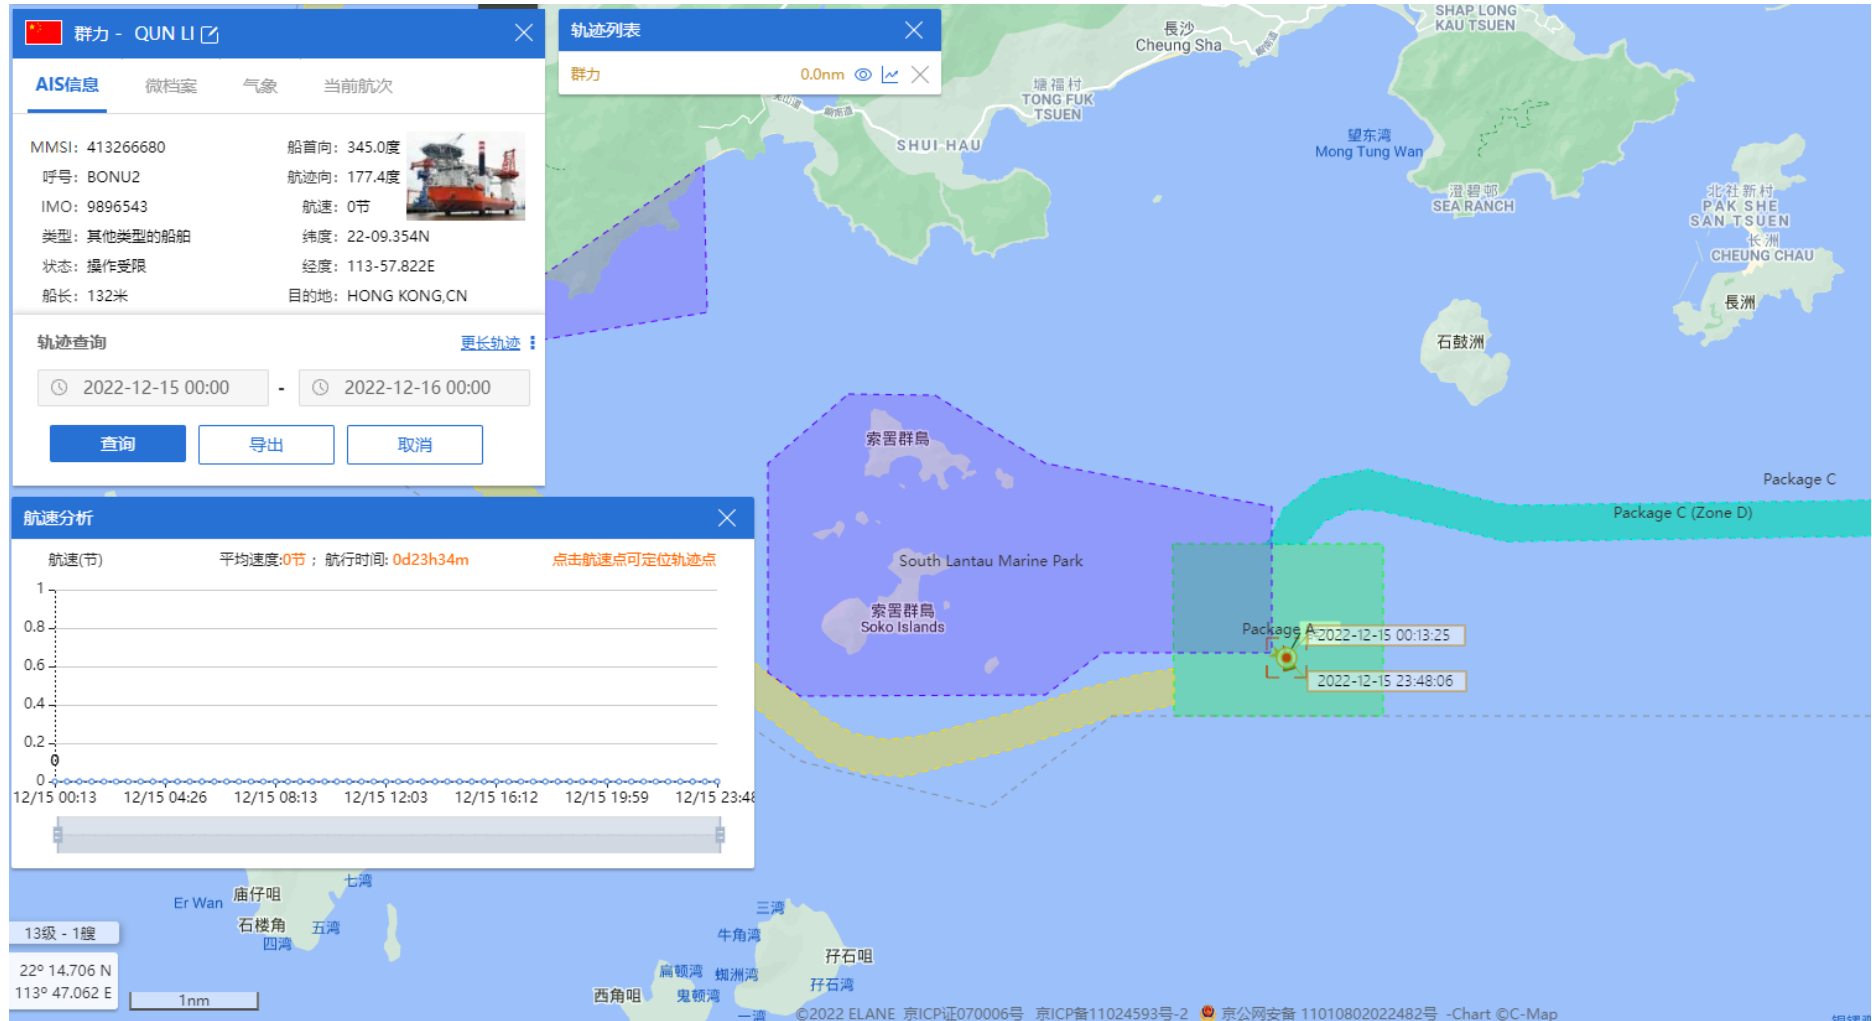 群力 - QUN LI
AIS信息
微档案
气象
当前航次
MMSI: 413266680
船首向: 345.0度
呼号: BONU2
航迹向: 177.4度
IMO: 9896543
航速: 0节
类型: 其他类型的船舶
纬度: 22-09.354N
状态: 操作受限
经度: 113-57.822E
船长: 132米
目的地: HONG KONG,CN
轨迹查询
更长轨迹
2022-12-15 00:00 - 2022-12-16 00:00
查询
导出
取消
轨迹列表
群力
0.0nm
航速分析
航速(节)
平均速度:0节 ; 航行时间: 0d23h34m
点击航速点可定位轨迹点
1
0.8
0.6
0.4
0.2
0
0
12/15 00:13
12/15 04:26
12/15 08:13
12/15 12:03
12/15 16:12
12/15 19:59
12/15 23:48
長沙
Cheung Sha
SHAP LONG
KAU TSUEN
塘福村
TONG FUK
TSUEN
嶼南道
SHUI HAU
望东湾
Mong Tung Wan
澄碧邨
SEA RANCH
北社新村
PAK SHE
SAN TSUEN
长洲
CHEUNG CHAU
長洲
石鼓洲
索罟群島
South Lantau Marine Park
索罟群島
Soko Islands
Package C
Package C (Zone D)
Package A
2022-12-15 00:13:25
2022-12-15 23:48:06
七湾
Er Wan
庙仔咀
石楼角
五湾
四湾
三湾
牛角湾
孖石咀
扁顿湾
蜘洲湾
孖石湾
西角咀
鬼顿湾
一湾
13级 - 1艘
22° 14.706 N
113° 47.062 E
1nm
©2022 ELANE 京ICP证070006号 京ICP备11024593号-2 京公网安备 11010802022482号 -Chart ©C-Map